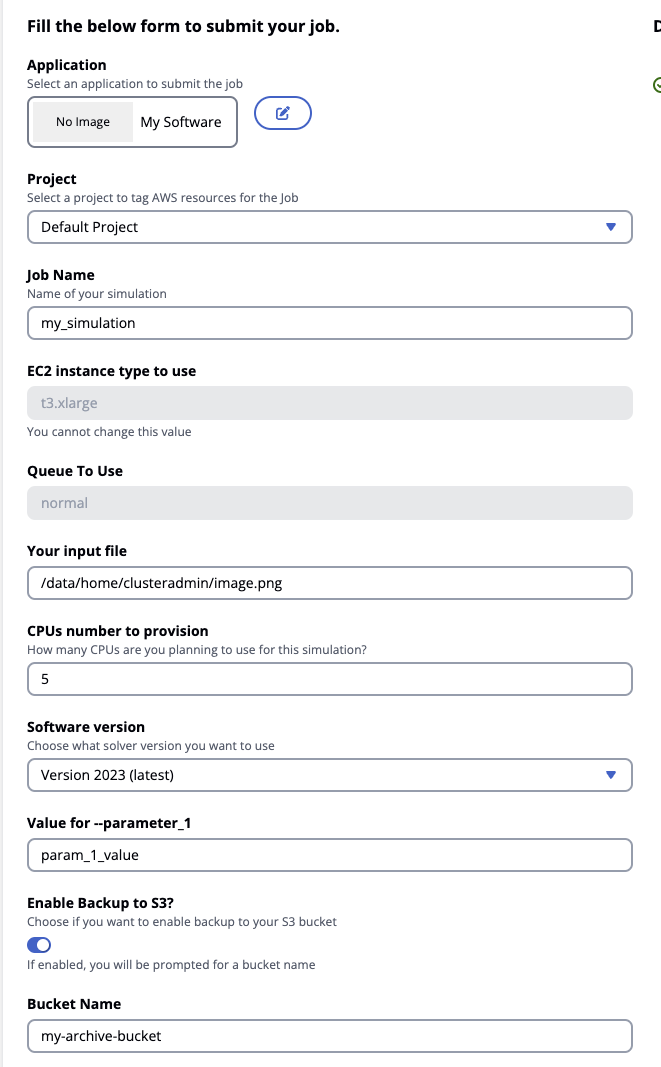 Fill the below form to submit your job.
Application
Select an application to submit the job
No Image My Software
Project
Select a project to tag AWS resources for the Job
Default Project
Job Name
Name of your simulation
my_simulation
EC2 instance type to use
t3.xlarge
You cannot change this value
Queue To Use
normal
Your input file
/data/home/clusteradmin/image.png
CPUs number to provision
How many CPUs are you planning to use for this simulation?
5
Software version
Choose what solver version you want to use
Version 2023 (latest)
Value for --parameter_1
param_1_value
Enable Backup to S3?
Choose if you want to enable backup to your S3 bucket
If enabled, you will be prompted for a bucket name
Bucket Name
my-archive-bucket